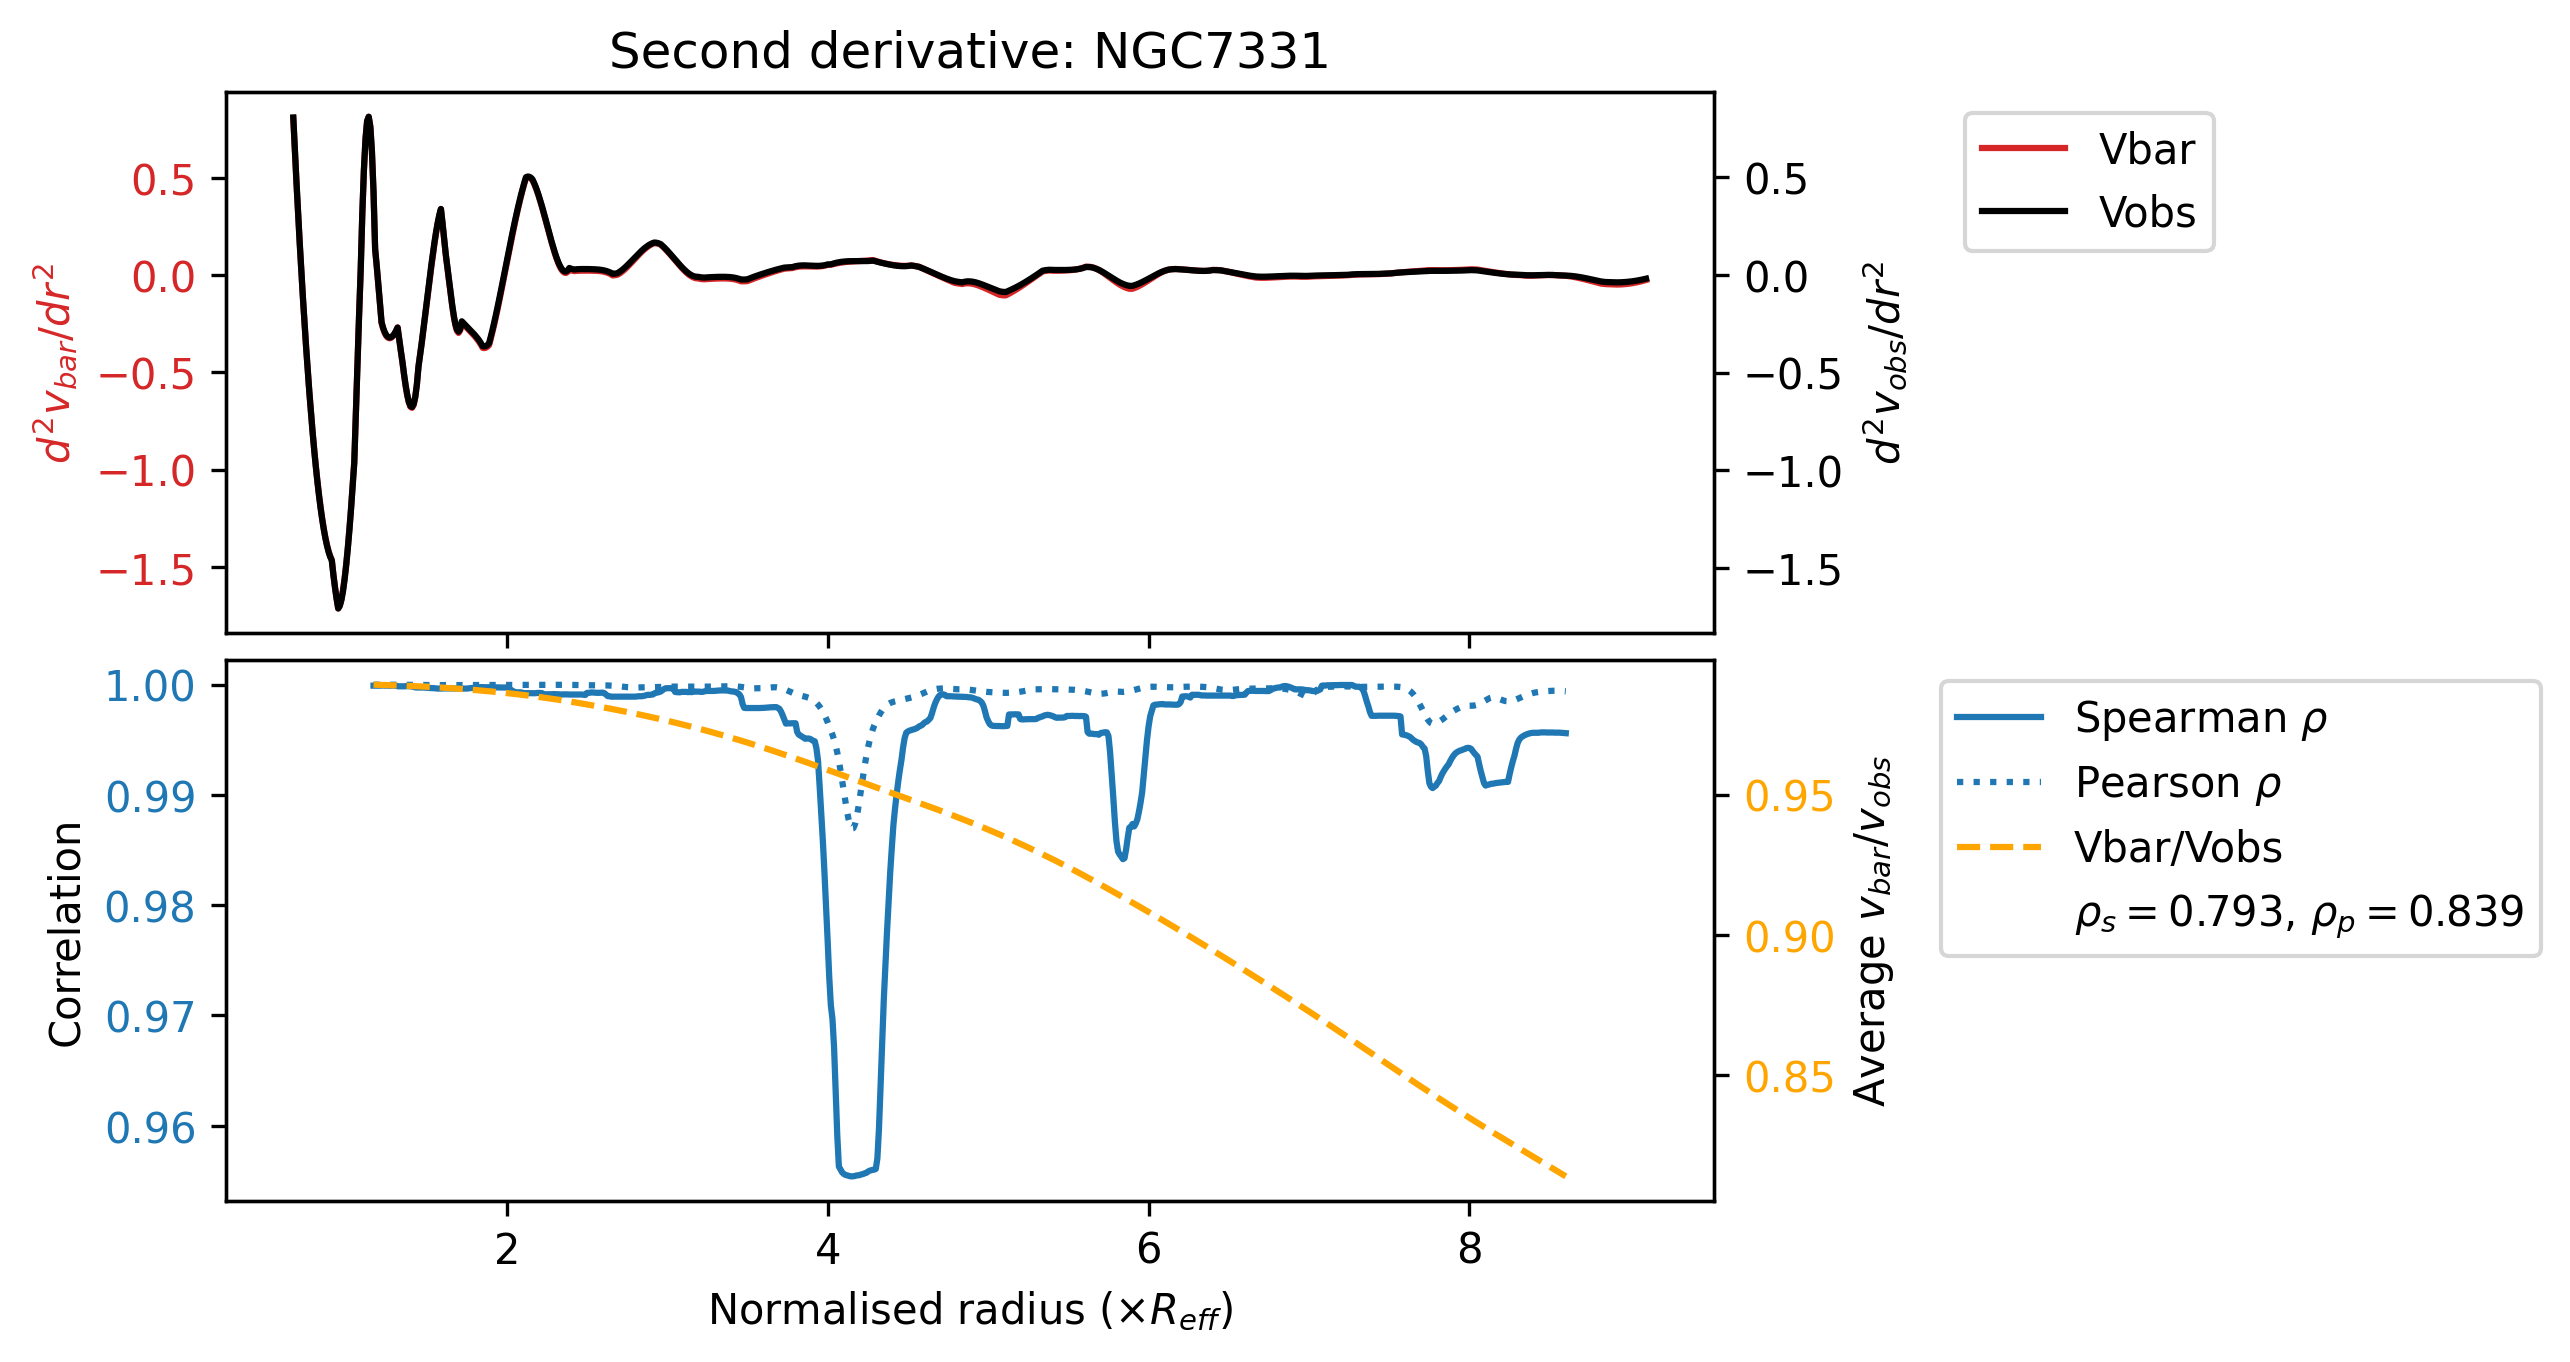 Second derivative: NGC7331
0.5
0.0
−0.5
−1.0
−1.5
d²v_bar/dr²
0.5
0.0
−0.5
−1.0
−1.5
d²v_obs/dr²
Vbar
Vobs
1.00
0.99
0.98
0.97
0.96
Correlation
0.95
0.90
0.85
Average v_bar/v_obs
Spearman ρ
Pearson ρ
Vbar/Vobs
ρ_s = 0.793, ρ_p = 0.839
2 4 6 8
Normalised radius (×R_eff)